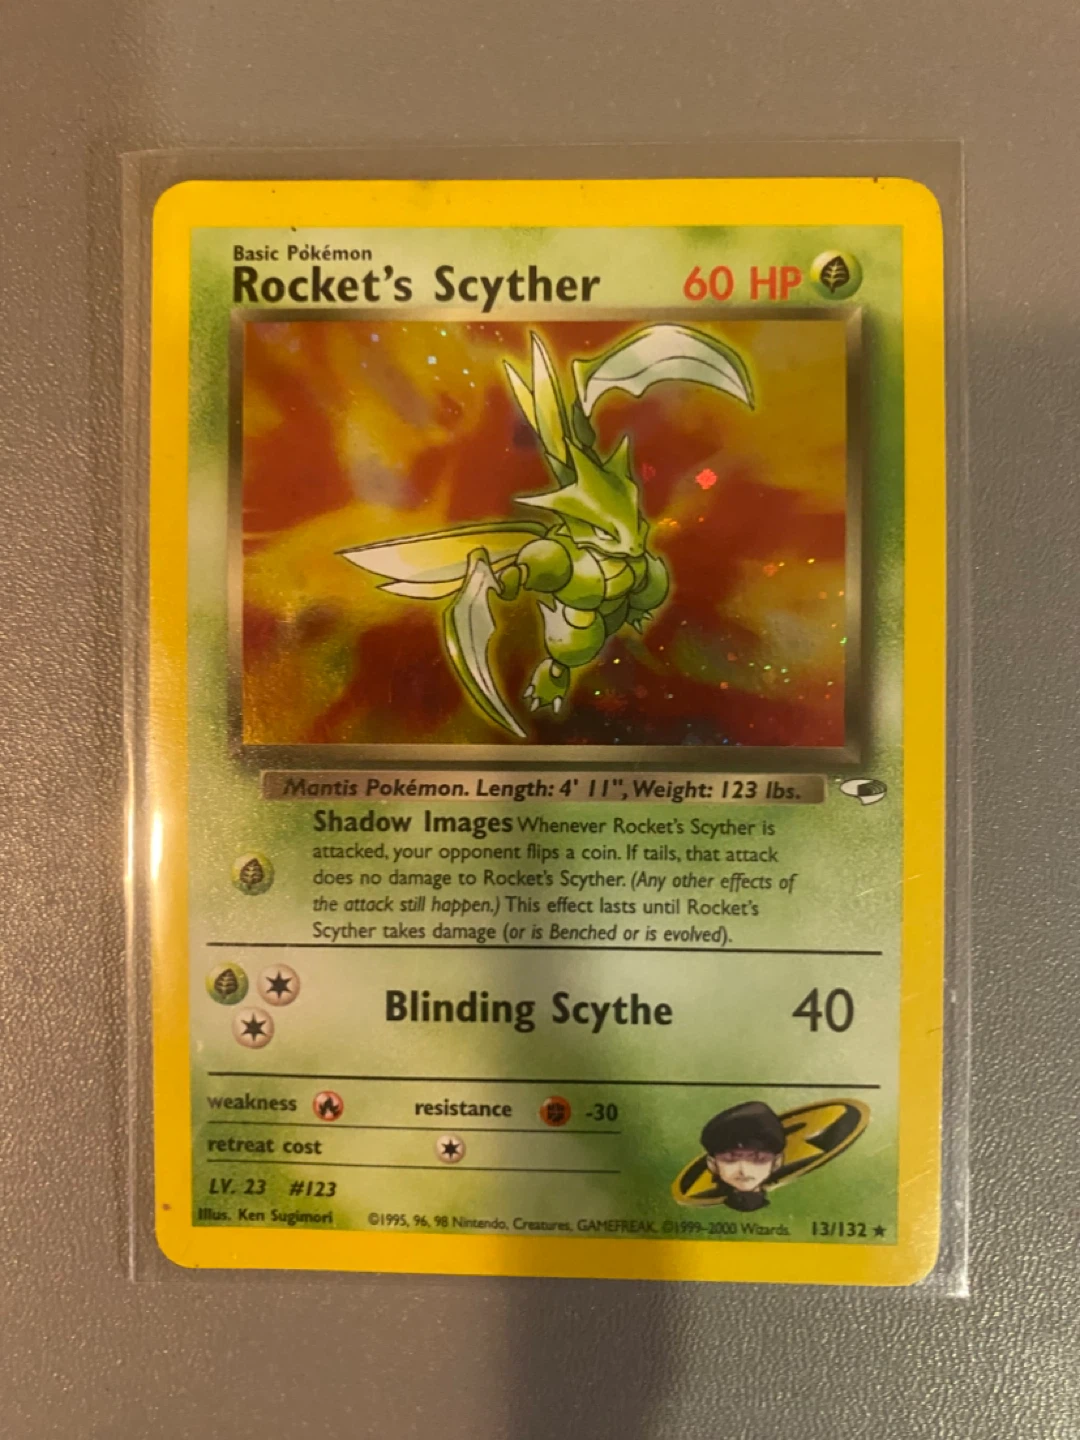 Basic Pokémon
Rocket's Scyther 60 HP
Mantis Pokémon. Length: 4' 11", Weight: 123 lbs.
Shadow Images Whenever Rocket's Scyther is
attacked, your opponent flips a coin. If tails, that attack
does no damage to Rocket's Scyther. (Any other effects of
the attack still happen.) This effect lasts until Rocket's
Scyther takes damage (or is Benched or is evolved).
Blinding Scythe 40
weakness resistance -30
retreat cost
LV. 23 #123
Illus. Ken Sugimori ©1995, 96, 98 Nintendo, Creatures, GAMEFREAK. ©1999-2000 Wizards. 13/132 ★